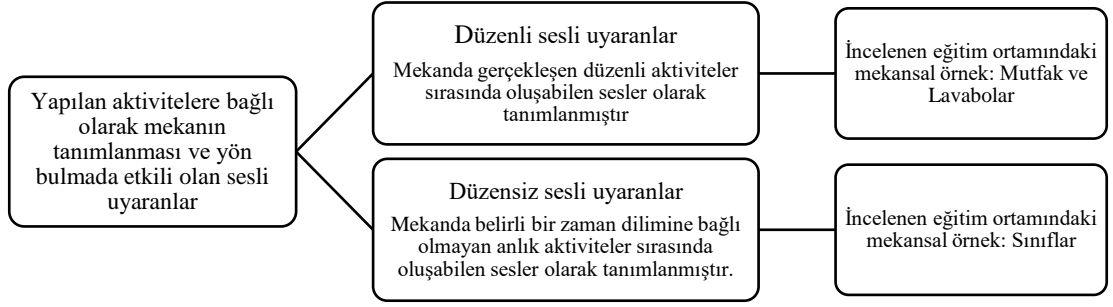 Yapılan aktivitelere bağlı
olarak mekanın
tanımlanması ve yön
bulmada etkili olan sesli
uyaranlar
Düzenli sesli uyaranlar
Mekanda gerçekleşen düzenli aktiviteler
sırasında oluşabilen sesler olarak
tanımlanmıştır
İncelenen eğitim ortamındaki
mekansal örnek: Mutfak ve
Lavabolar
Düzensiz sesli uyaranlar
Mekanda belirli bir zaman dilimine bağlı
olmayan anlık aktiviteler sırasında
oluşabilen sesler olarak tanımlanmıştır.
İncelenen eğitim ortamındaki
mekansal örnek: Sınıflar